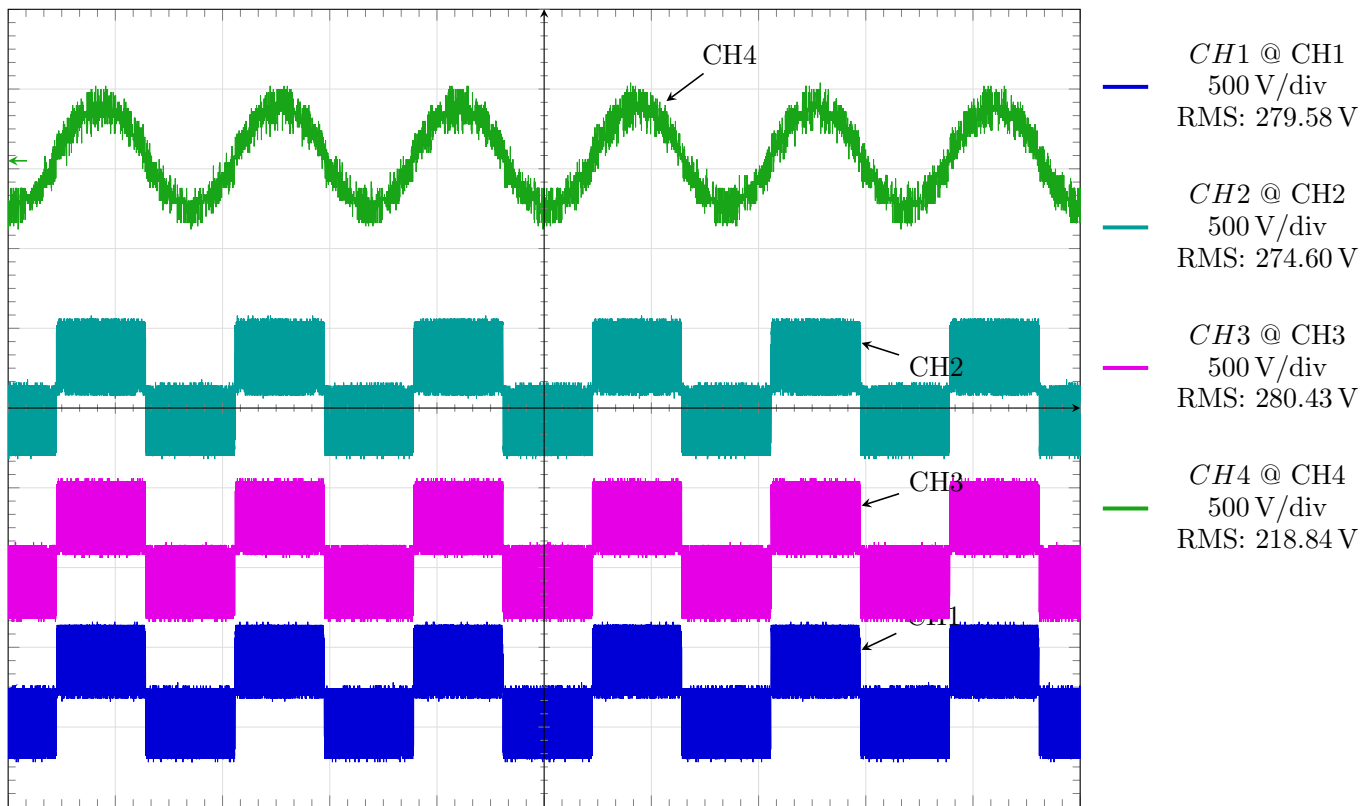 CH4
CH2
CH3
CH1
CH1 @ CH1
500 V/div
RMS: 279.58 V
CH2 @ CH2
500 V/div
RMS: 274.60 V
CH3 @ CH3
500 V/div
RMS: 280.43 V
CH4 @ CH4
500 V/div
RMS: 218.84 V